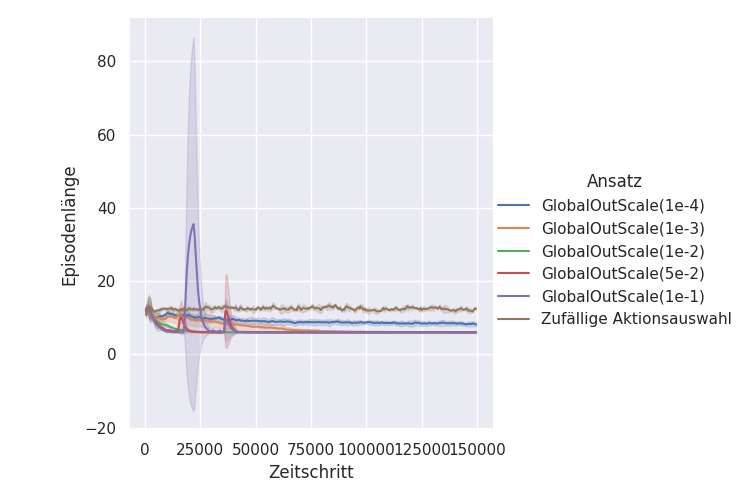 80
60
40
20
0
−20
Episodenlänge
0 25000 50000 75000 100000 125000 150000
Zeitschritt
Ansatz
GlobalOutScale(1e-4)
GlobalOutScale(1e-3)
GlobalOutScale(1e-2)
GlobalOutScale(5e-2)
GlobalOutScale(1e-1)
Zufällige Aktionsauswahl